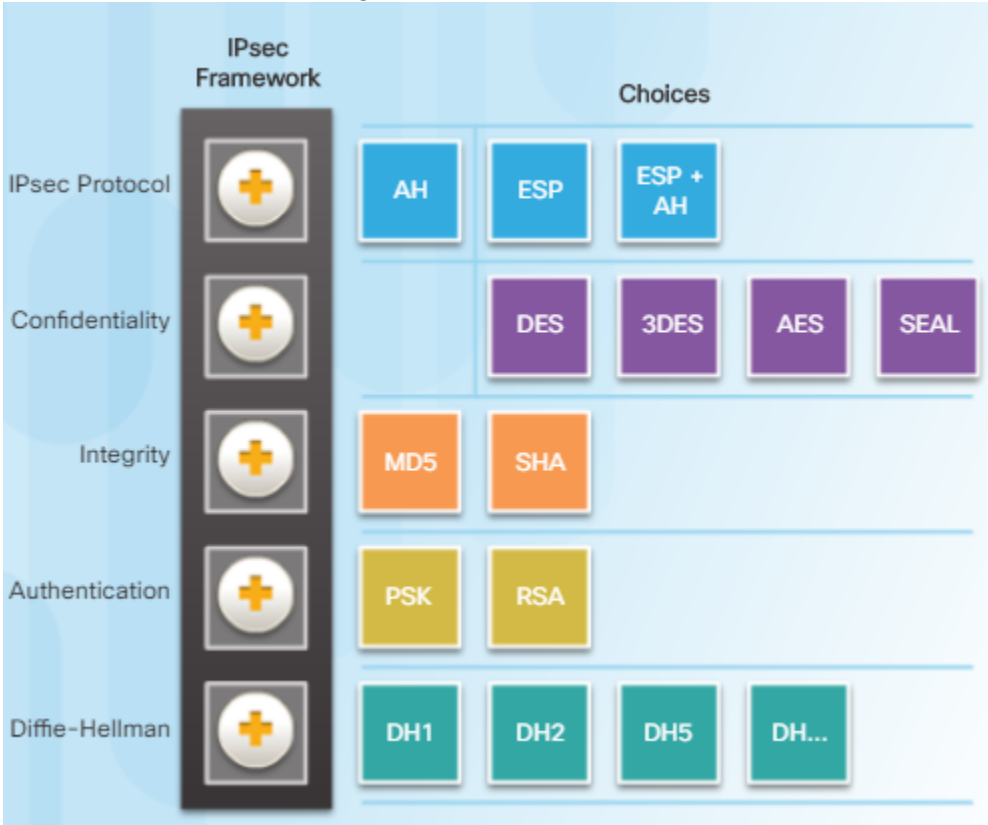 IPsec
Framework
Choices
IPsec Protocol
AH
ESP
ESP +
AH
Confidentiality
DES
3DES
AES
SEAL
Integrity
MD5
SHA
Authentication
PSK
RSA
Diffie-Hellman
DH1
DH2
DH5
DH...